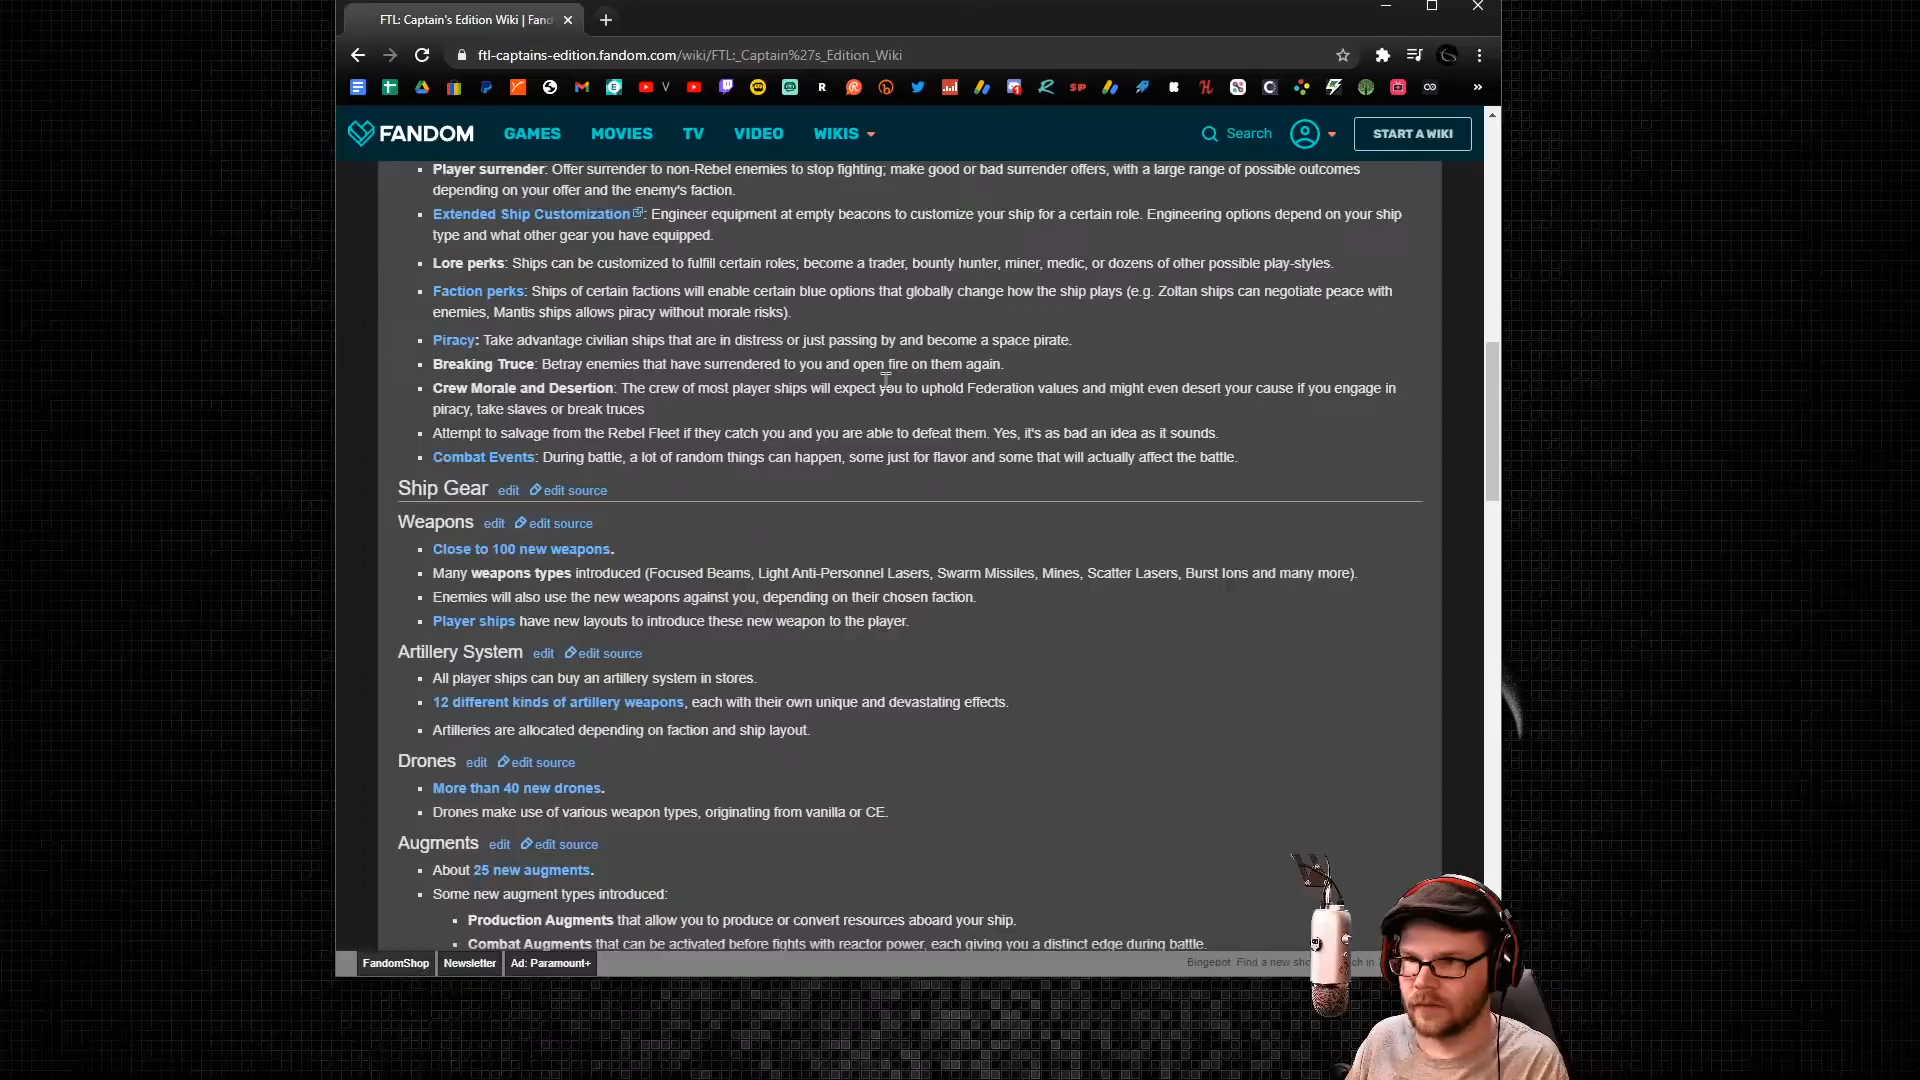 FTL: Captain's Edition Wiki | Fand
ftl-captains-edition.fandom.com/wiki/FTL:_Captain%27s_Edition_Wiki
FANDOM GAMES MOVIES TV VIDEO WIKIS Search START A WIKI
Player surrender: Offer surrender to non-Rebel enemies to stop fighting; make good or bad surrender offers, with a large range of possible outcomes
depending on your offer and the enemy's faction.
Extended Ship Customization: Engineer equipment at empty beacons to customize your ship for a certain role. Engineering options depend on your ship
type and what other gear you have equipped.
Lore perks: Ships can be customized to fulfill certain roles; become a trader, bounty hunter, miner, medic, or dozens of other possible play-styles.
Faction perks: Ships of certain factions will enable certain blue options that globally change how the ship plays (e.g. Zoltan ships can negotiate peace with
enemies, Mantis ships allows piracy without morale risks).
Piracy: Take advantage civilian ships that are in distress or just passing by and become a space pirate.
Breaking Truce: Betray enemies that have surrendered to you and open fire on them again.
Crew Morale and Desertion: The crew of most player ships will expect you to uphold Federation values and might even desert your cause if you engage in
piracy, take slaves or break truces
Attempt to salvage from the Rebel Fleet if they catch you and you are able to defeat them. Yes, it's as bad an idea as it sounds.
Combat Events: During battle, a lot of random things can happen, some just for flavor and some that will actually affect the battle.
Ship Gear edit edit source
Weapons edit edit source
Close to 100 new weapons.
Many weapons types introduced (Focused Beams, Light Anti-Personnel Lasers, Swarm Missiles, Mines, Scatter Lasers, Burst Ions and many more).
Enemies will also use the new weapons against you, depending on their chosen faction.
Player ships have new layouts to introduce these new weapon to the player.
Artillery System edit edit source
All player ships can buy an artillery system in stores.
12 different kinds of artillery weapons, each with their own unique and devastating effects.
Artilleries are allocated depending on faction and ship layout.
Drones edit edit source
More than 40 new drones.
Drones make use of various weapon types, originating from vanilla or CE.
Augments edit edit source
About 25 new augments.
Some new augment types introduced:
Production Augments that allow you to produce or convert resources aboard your ship.
Combat Augments that can be activated before fights with reactor power, each giving you a distinct edge during battle.
FandomShop Newsletter Ad: Paramount+ Bingebot: Find a new